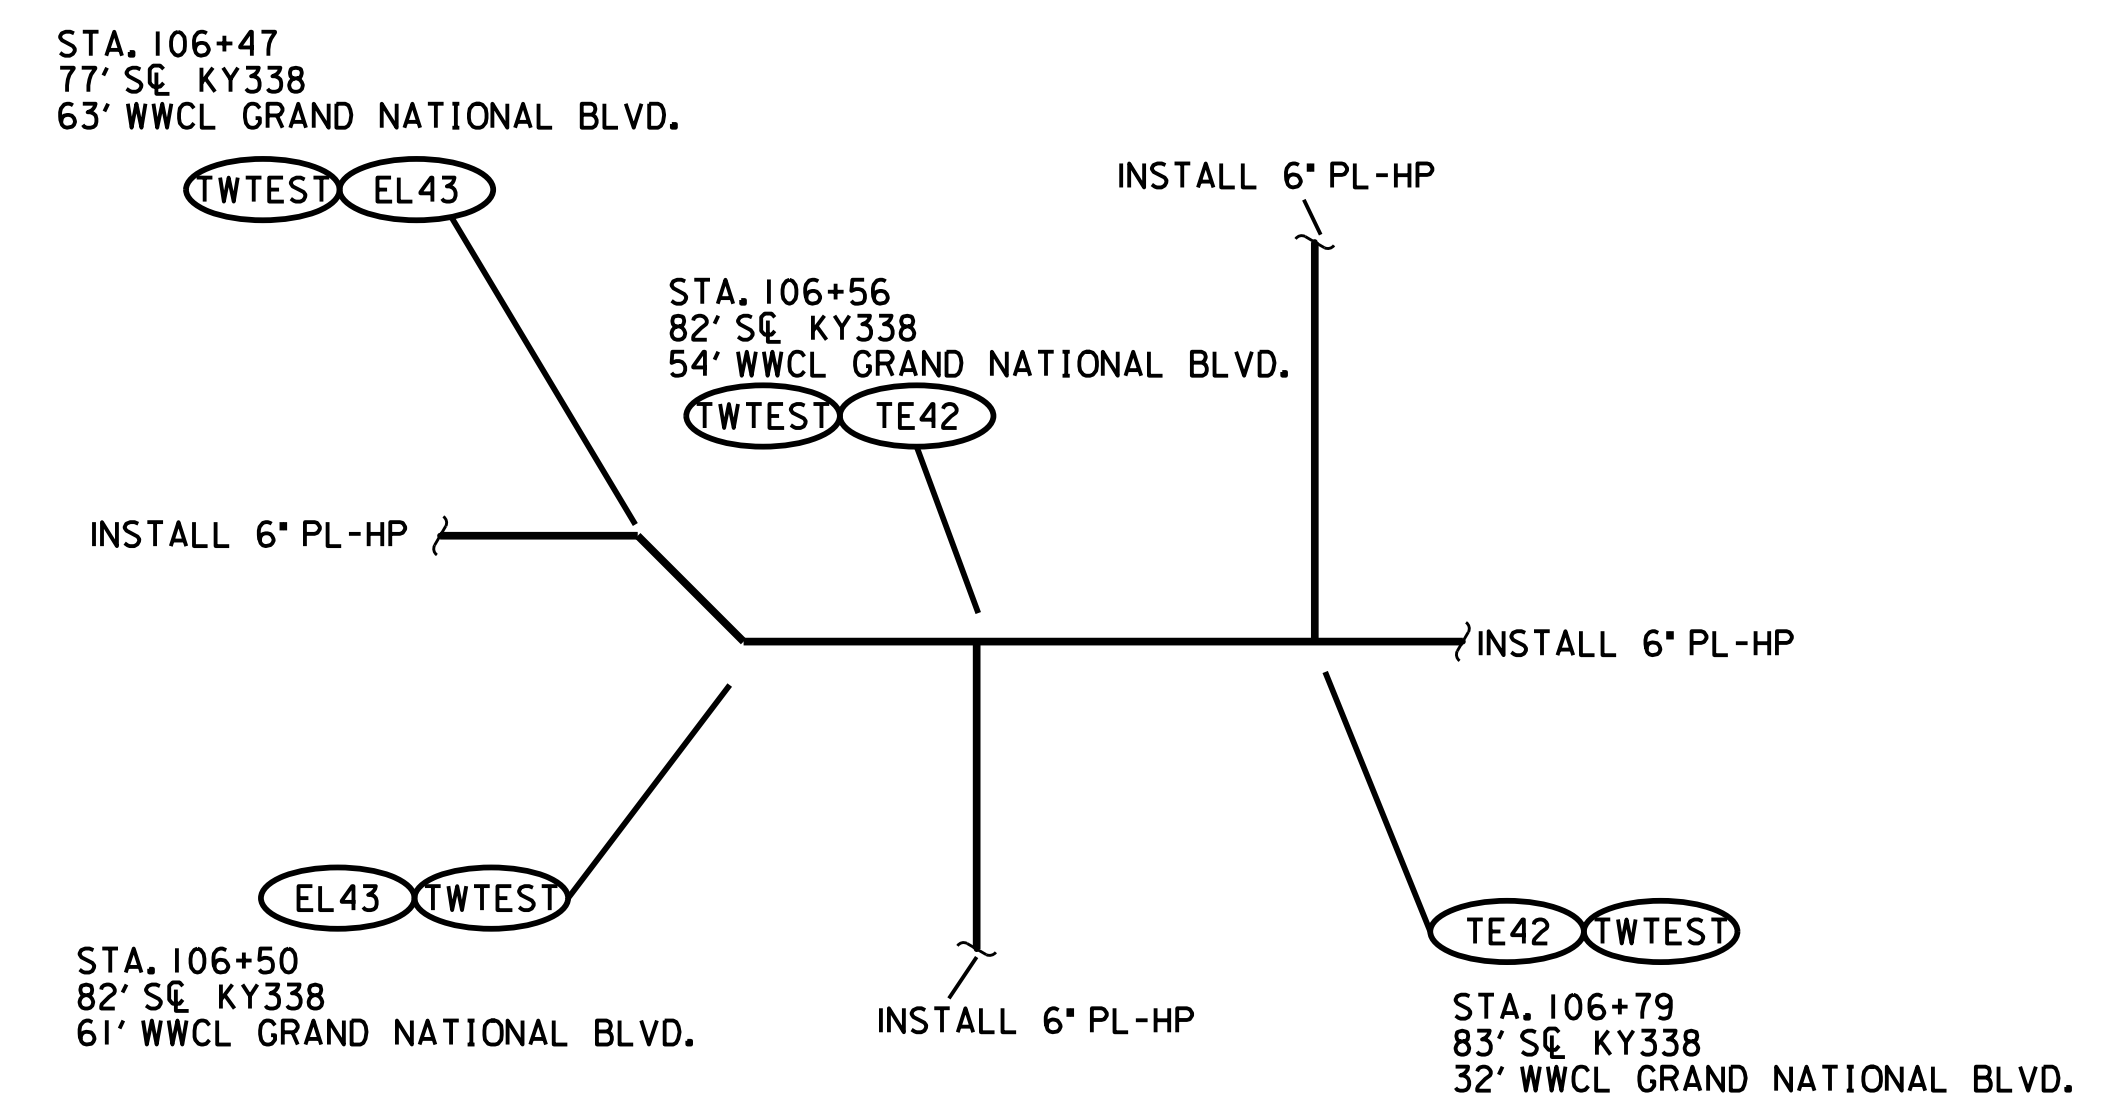 STA. 106+47
77' S℄ KY338
63' WWCL GRAND NATIONAL BLVD.
TWTEST EL43
INSTALL 6" PL-HP
STA. 106+56
82' S℄ KY338
54' WWCL GRAND NATIONAL BLVD.
TWTEST TE42
INSTALL 6" PL-HP
INSTALL 6" PL-HP
EL43 TWTEST
STA. 106+50
82' S℄ KY338
61' WWCL GRAND NATIONAL BLVD.
INSTALL 6" PL-HP
TE42 TWTEST
STA. 106+79
83' S℄ KY338
32' WWCL GRAND NATIONAL BLVD.